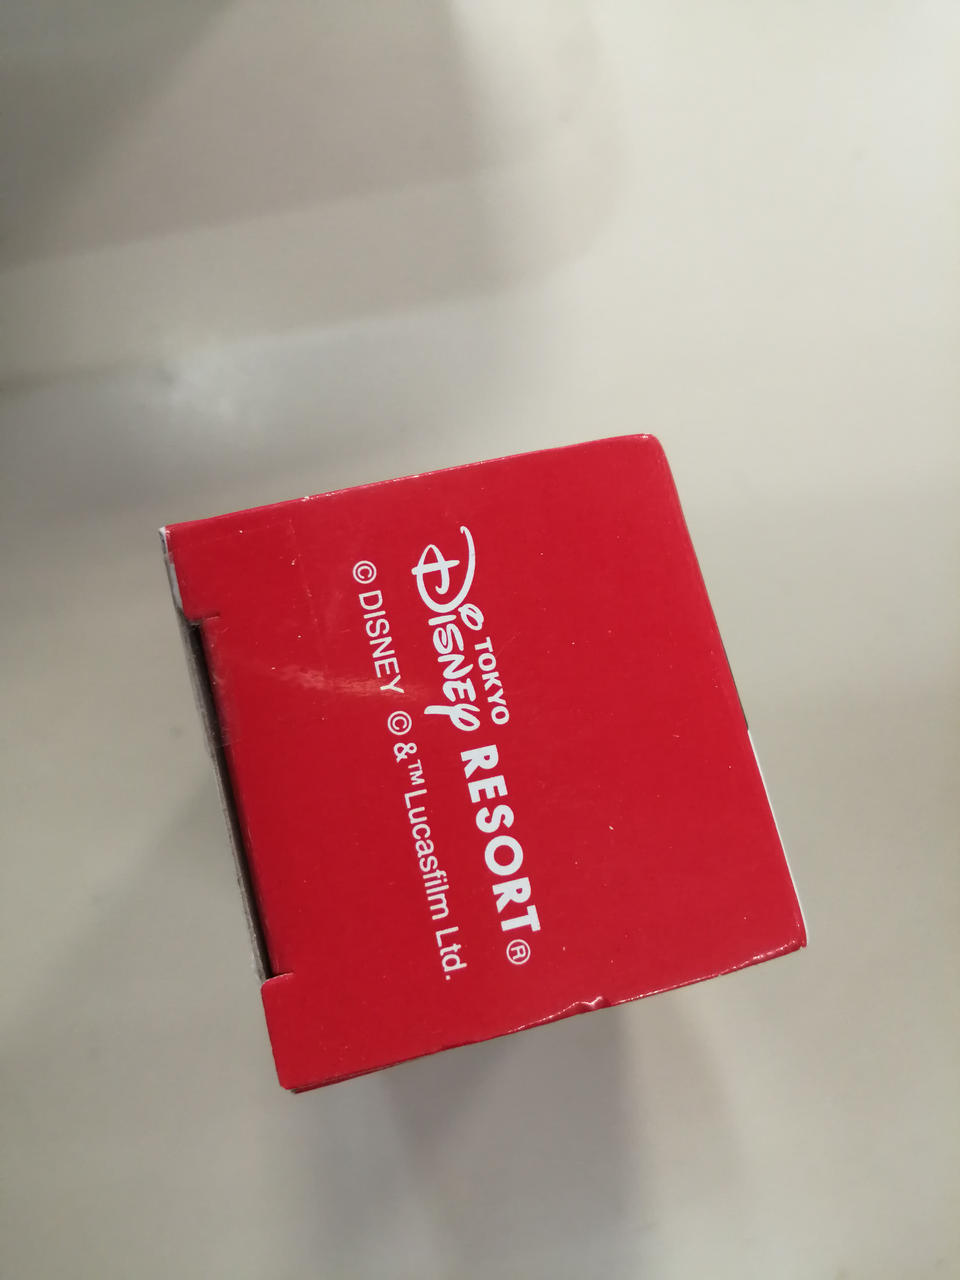 TOKYO
Disney RESORT®
© DISNEY © & ™ Lucasfilm Ltd.